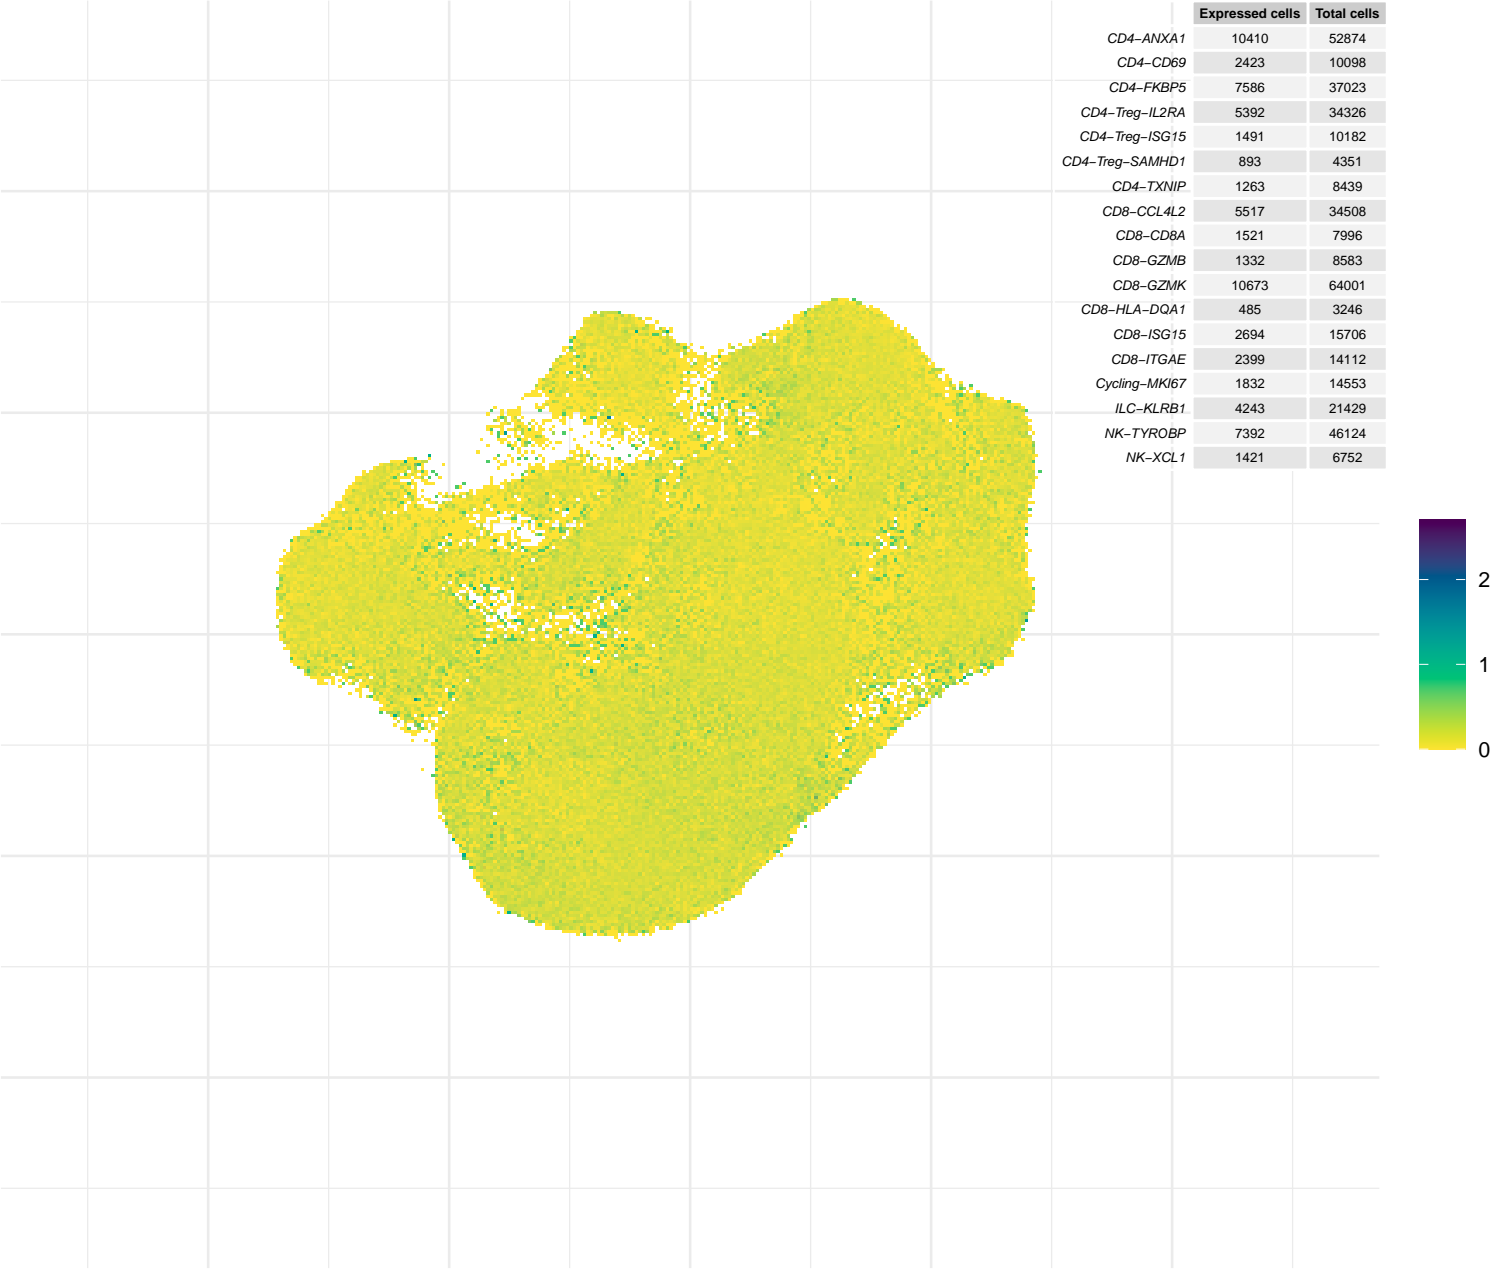 Expressed cells Total cells
CD4−ANXA1 10410 52874
CD4−CD69 2423 10098
CD4−FKBP5 7586 37023
CD4−Treg−IL2RA 5392 34326
CD4−Treg−ISG15 1491 10182
CD4−Treg−SAMHD1 893 4351
CD4−TXNIP 1263 8439
CD8−CCL4L2 5517 34508
CD8−CD8A 1521 7996
CD8−GZMB 1332 8583
CD8−GZMK 10673 64001
CD8−HLA−DQA1 485 3246
CD8−ISG15 2694 15706
CD8−ITGAE 2399 14112
Cycling−MKI67 1832 14553
ILC−KLRB1 4243 21429
NK−TYROBP 7392 46124
NK−XCL1 1421 6752
2
1
0